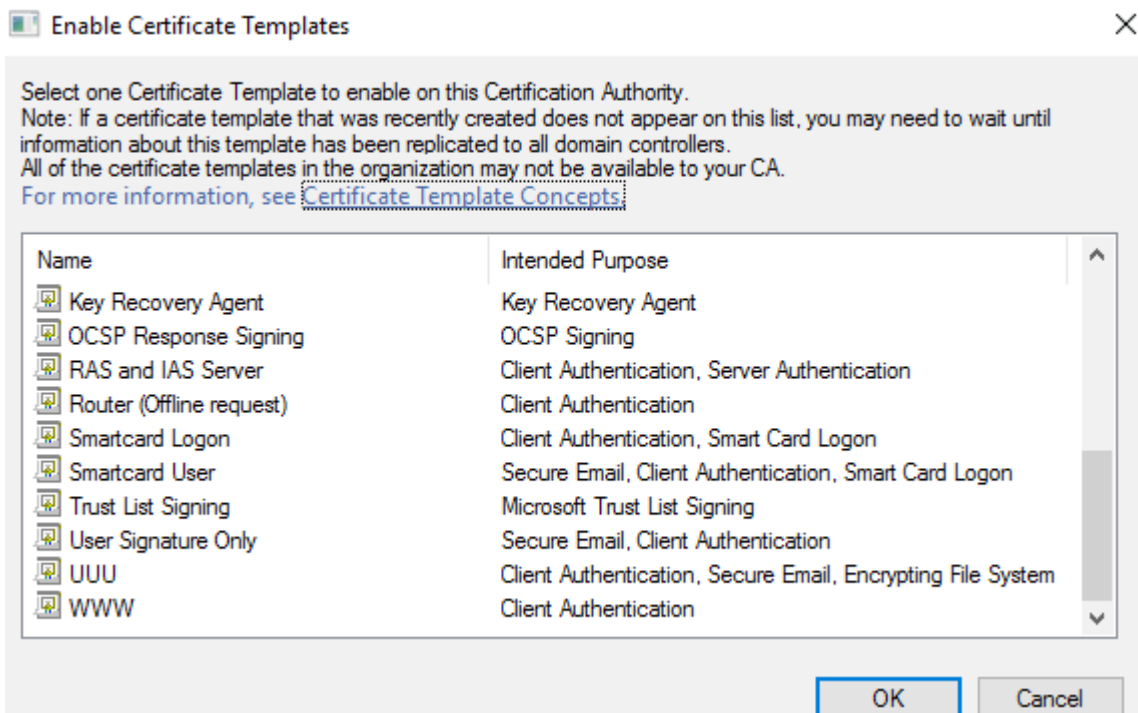 Enable Certificate Templates
Select one Certificate Template to enable on this Certification Authority.
Note: If a certificate template that was recently created does not appear on this list, you may need to wait until
information about this template has been replicated to all domain controllers.
All of the certificate templates in the organization may not be available to your CA.
For more information, see Certificate Template Concepts.
Name Intended Purpose
Key Recovery Agent Key Recovery Agent
OCSP Response Signing OCSP Signing
RAS and IAS Server Client Authentication, Server Authentication
Router (Offline request) Client Authentication
Smartcard Logon Client Authentication, Smart Card Logon
Smartcard User Secure Email, Client Authentication, Smart Card Logon
Trust List Signing Microsoft Trust List Signing
User Signature Only Secure Email, Client Authentication
UUU Client Authentication, Secure Email, Encrypting File System
WWW Client Authentication
OK Cancel